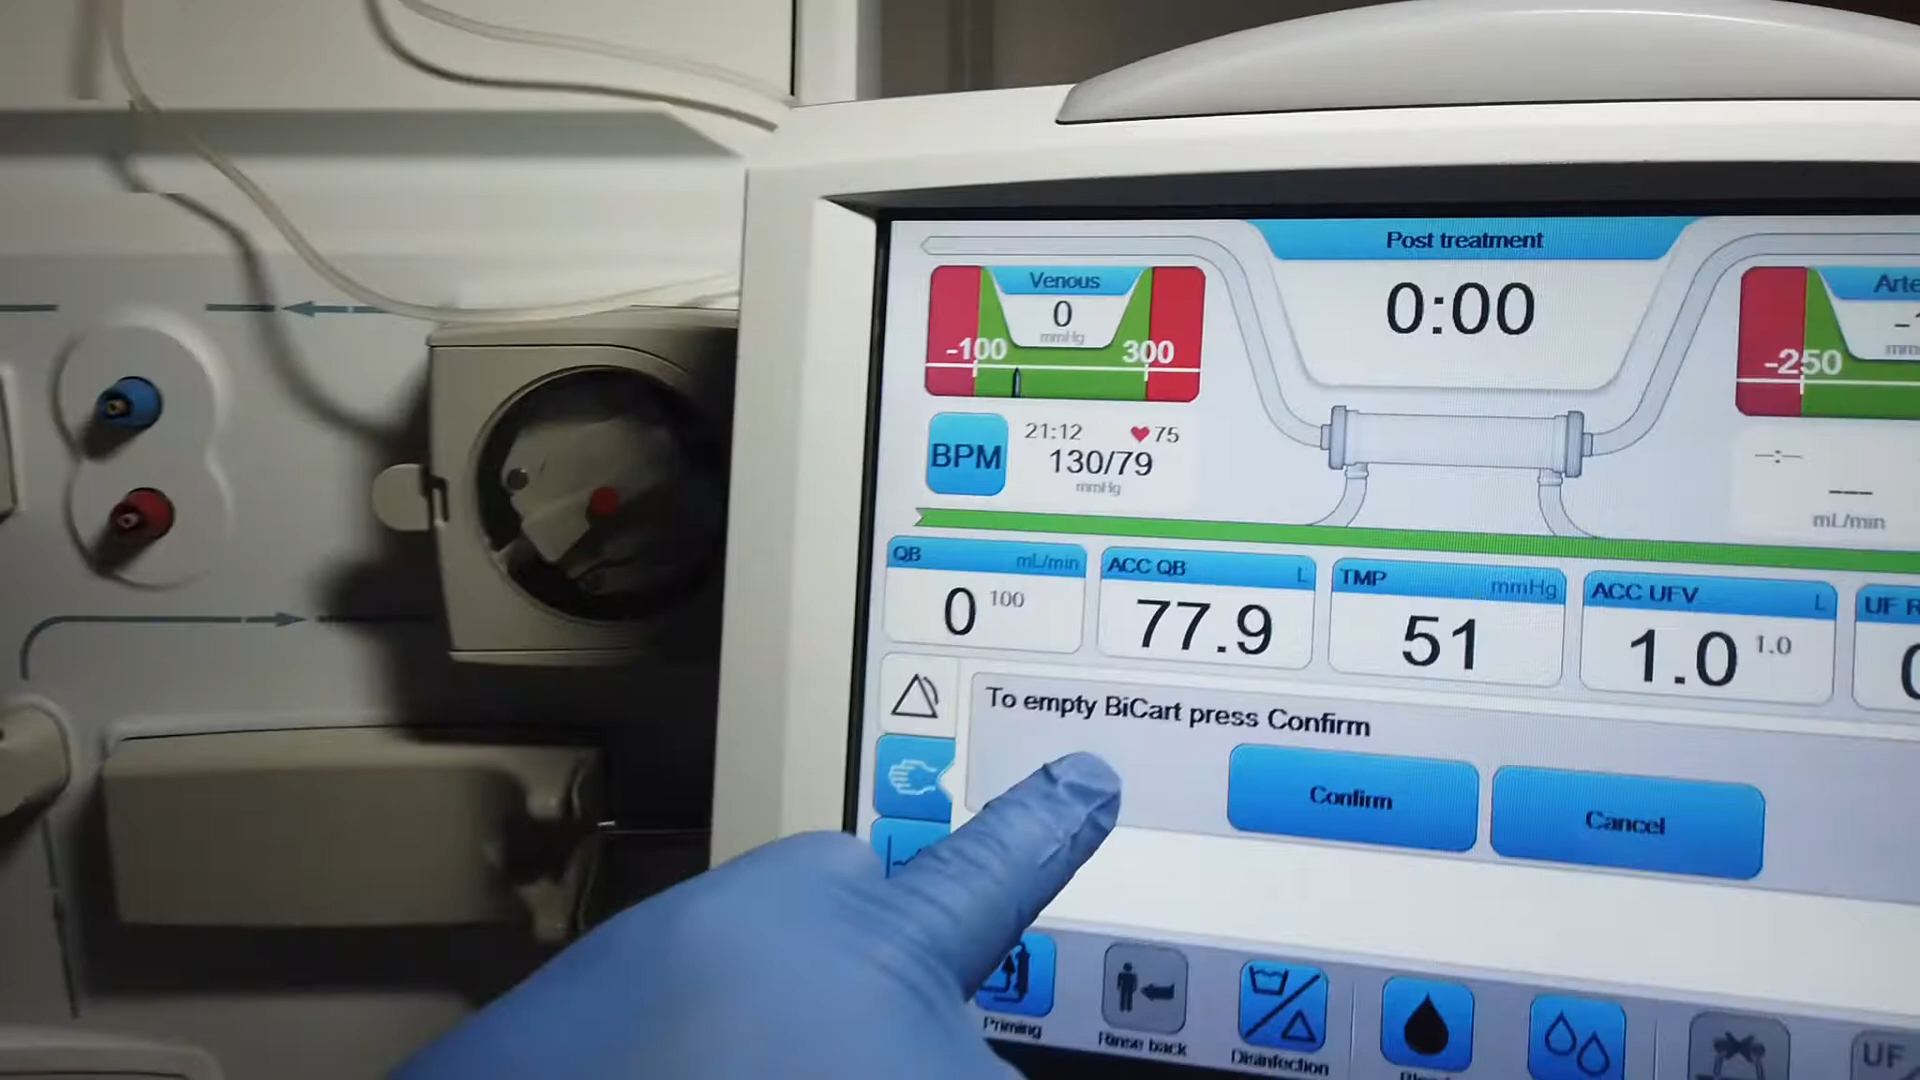 Post treatment
0:00
Venous
0
mmHg
-100
300
-250
BPM
21:12
75
130/79
mmHg
-:--
---
mL/min
QB
mL/min
0
100
ACC QB
L
77.9
TMP
mmHg
51
ACC UFV
L
1.0
1.0
UF
To empty BiCart press Confirm
Confirm
Cancel
Priming
Rinse back
Disinfection
UF